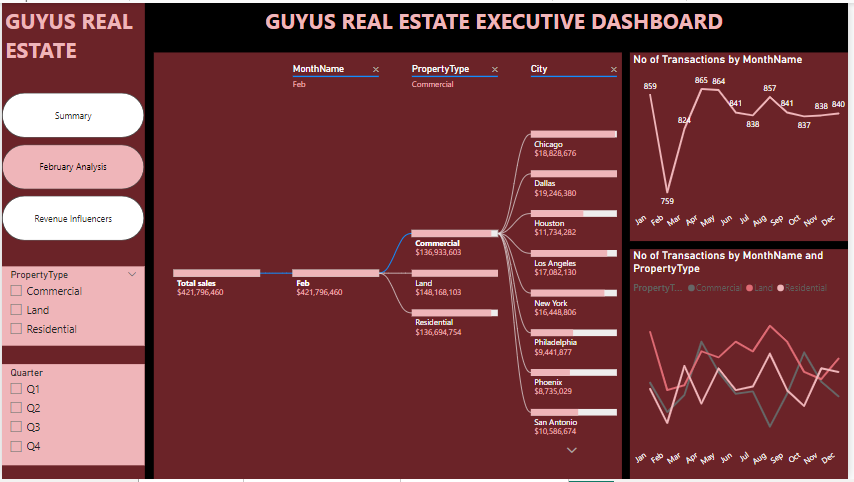 GUYUS REAL
ESTATE
GUYUS REAL ESTATE EXECUTIVE DASHBOARD
Summary
February Analysis
Revenue Influencers
PropertyType
Commercial
Land
Residential
Quarter
Q1
Q2
Q3
Q4
MonthName
Feb
PropertyType
Commercial
City
Total sales
$421,796,460
Feb
$421,796,460
Commercial
$136,933,603
Land
$148,168,103
Residential
$136,694,754
Chicago
$18,828,676
Dallas
$19,246,380
Houston
$11,734,282
Los Angeles
$17,082,130
New York
$16,448,806
Philadelphia
$9,441,877
Phoenix
$8,735,029
San Antonio
$10,586,674
No of Transactions by MonthName
859
759
824
865
864
841
838
857
841
837
838
840
Jan
Feb
Mar
Apr
May
Jun
Jul
Aug
Sep
Oct
Nov
Dec
No of Transactions by MonthName and
PropertyType
PropertyT... Commercial Land Residential
Jan
Feb
Mar
Apr
May
Jun
Jul
Aug
Sep
Oct
Nov
Dec